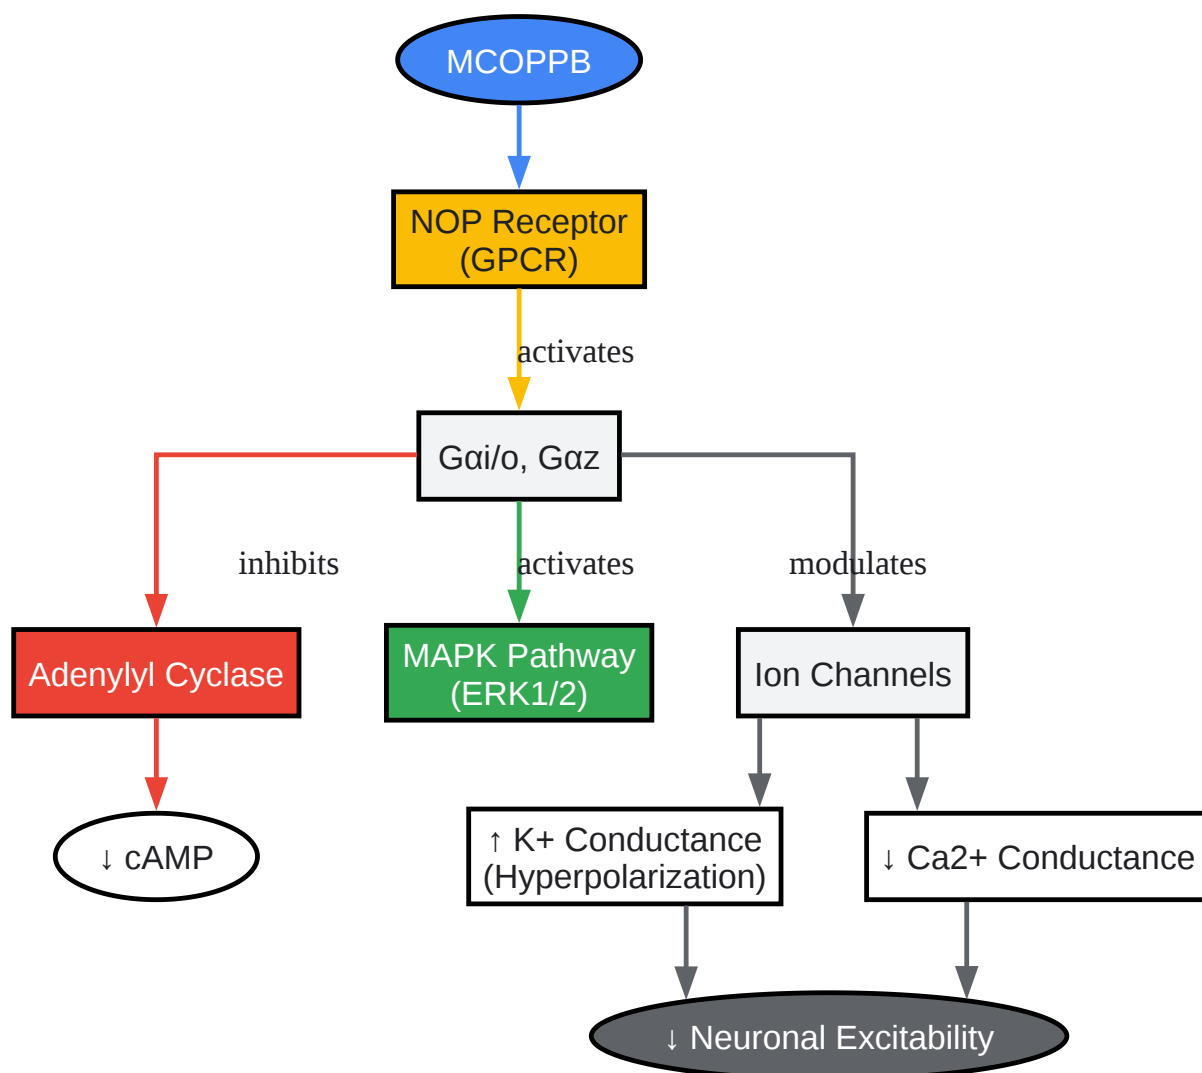 MCOPPB
NOP Receptor
(GPCR)
activates
Gαi/o, Gαz
inhibits
activates
modulates
Adenylyl Cyclase
MAPK Pathway
(ERK1/2)
Ion Channels
↓ cAMP
↑ K+ Conductance
(Hyperpolarization)
↓ Ca2+ Conductance
↓ Neuronal Excitability